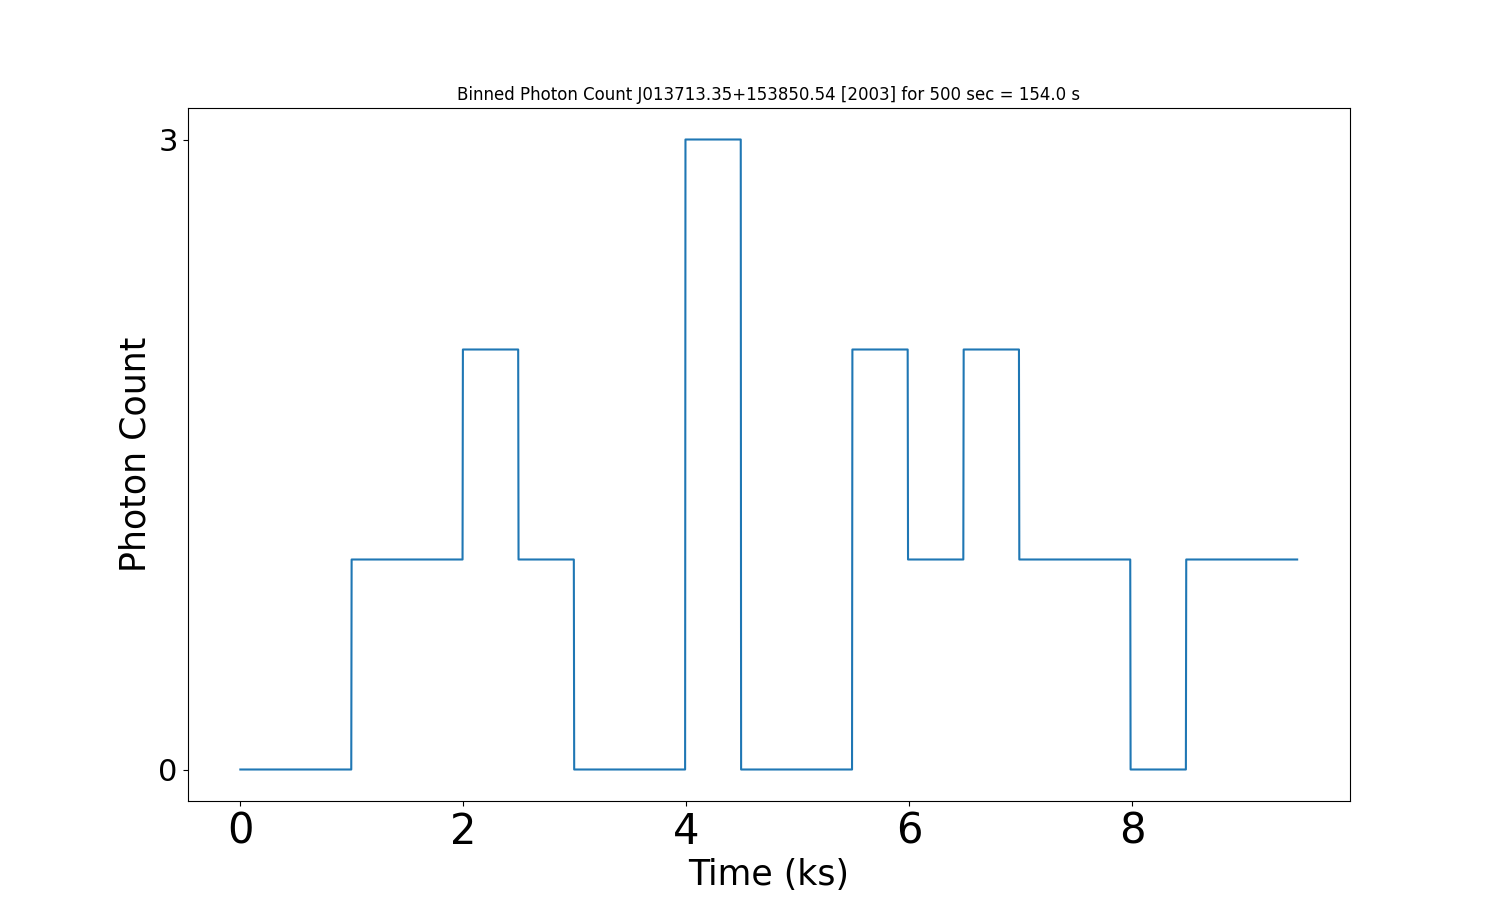 Binned Photon Count J013713.35+153850.54 [2003] for 500 sec = 154.0 s
3
Photon Count
0
0 2 4 6 8
Time (ks)